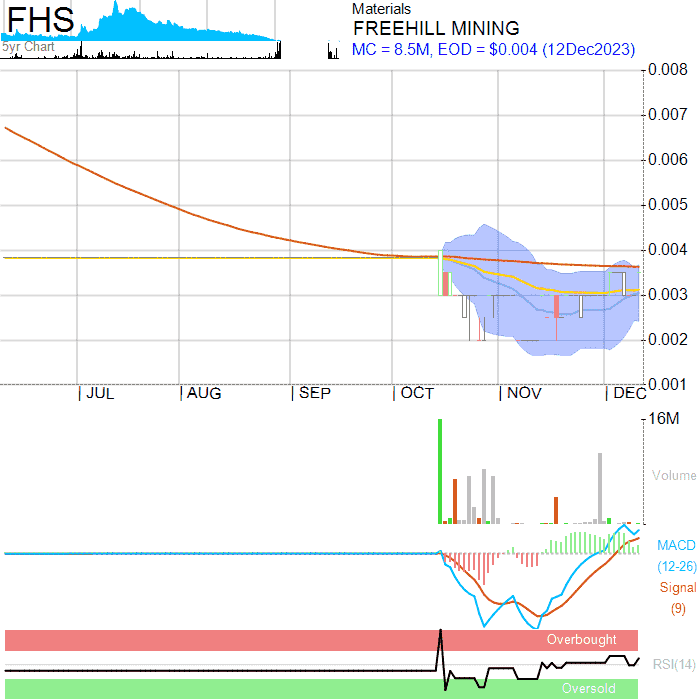 FHS
5yr Chart
Materials
FREEHILL MINING
MC = 8.5M, EOD = $0.004 (12Dec2023)
0.008
0.007
0.006
0.005
0.004
0.003
0.002
0.001
JUL AUG SEP OCT NOV DEC
16M
Volume
MACD
(12-26)
Signal
(9)
Overbought
RSI(14)
Oversold